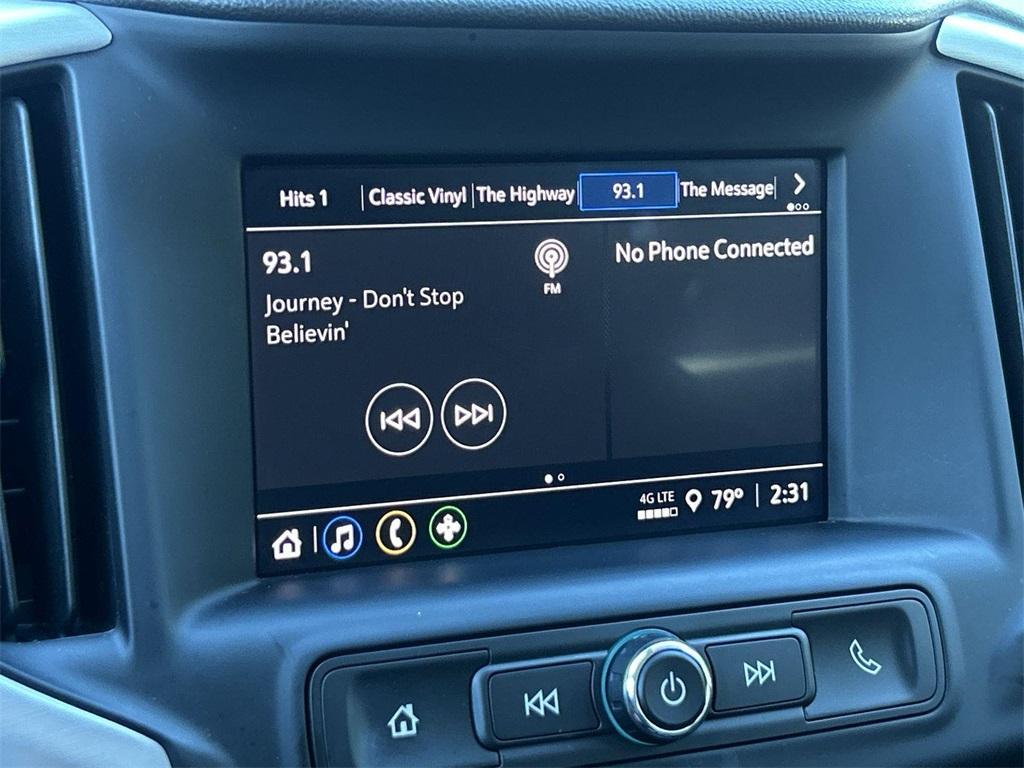 Hits 1 Classic Vinyl The Highway 93.1 The Message
93.1
FM
No Phone Connected
Journey - Don't Stop
Believin'
4G LTE 79° 2:31